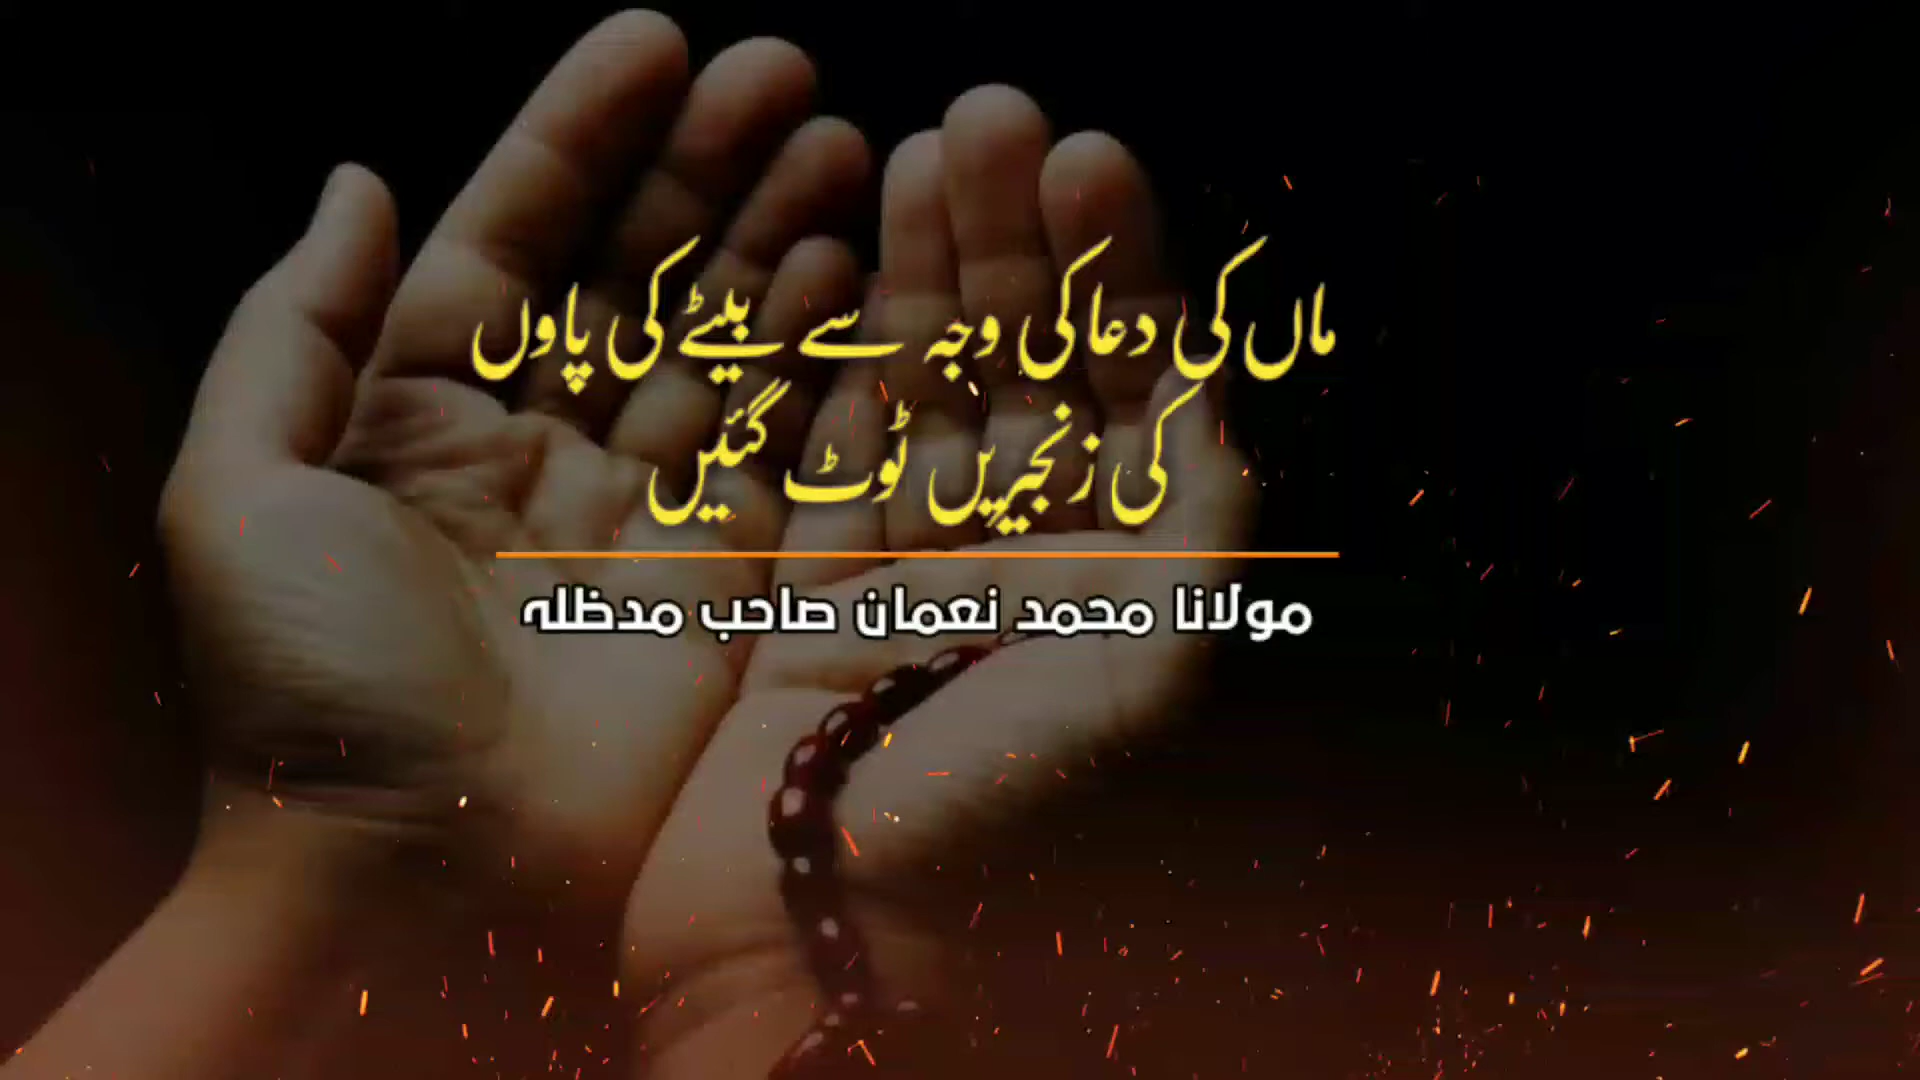 ماں کی دعا کی وجہ سے بیٹے کی پاوں
کی زنجیریں ٹوٹ گئیں
مولانا محمد نعمان صاحب مدظلہ